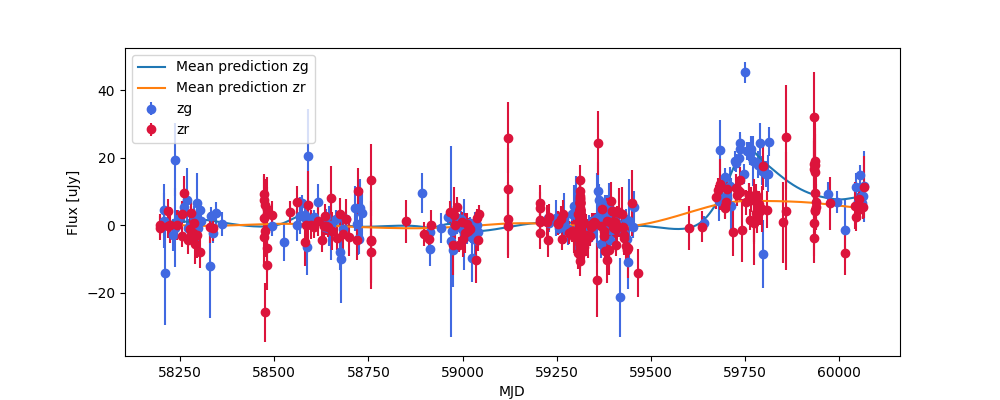 Mean prediction zg
Mean prediction zr
zg
zr
Flux [uJy]
40
20
0
−20
58250
58500
58750
59000
59250
59500
59750
60000
MJD